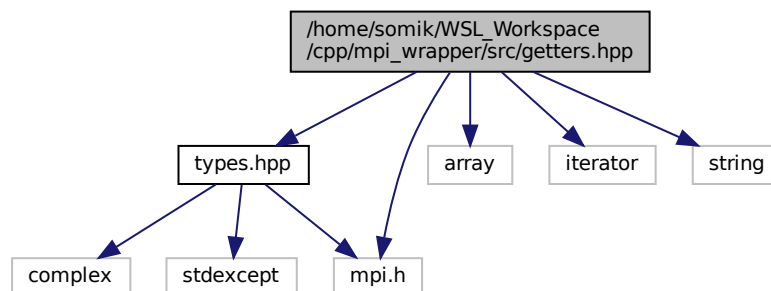 /home/somik/WSL_Workspace
/cpp/mpi_wrapper/src/getters.hpp
types.hpp
array
iterator
string
complex
stdexcept
mpi.h